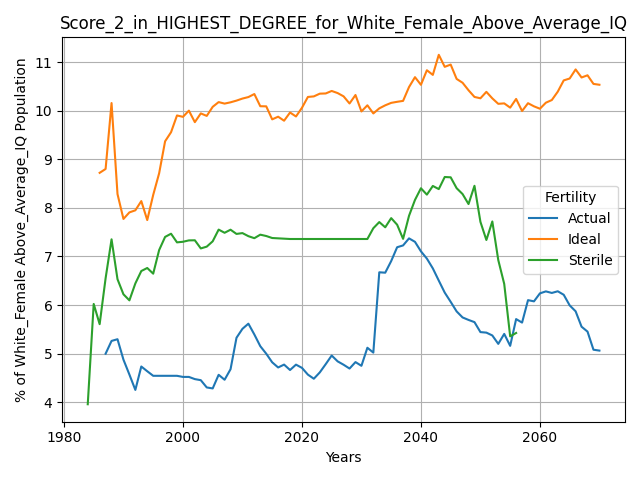 Score_2_in_HIGHEST_DEGREE_for_White_Female_Above_Average_IQ
% of White_Female Above_Average_IQ Population
11
10
9
8
7
6
5
4
Fertility
Actual
Ideal
Sterile
1980
2000
2020
2040
2060
Years